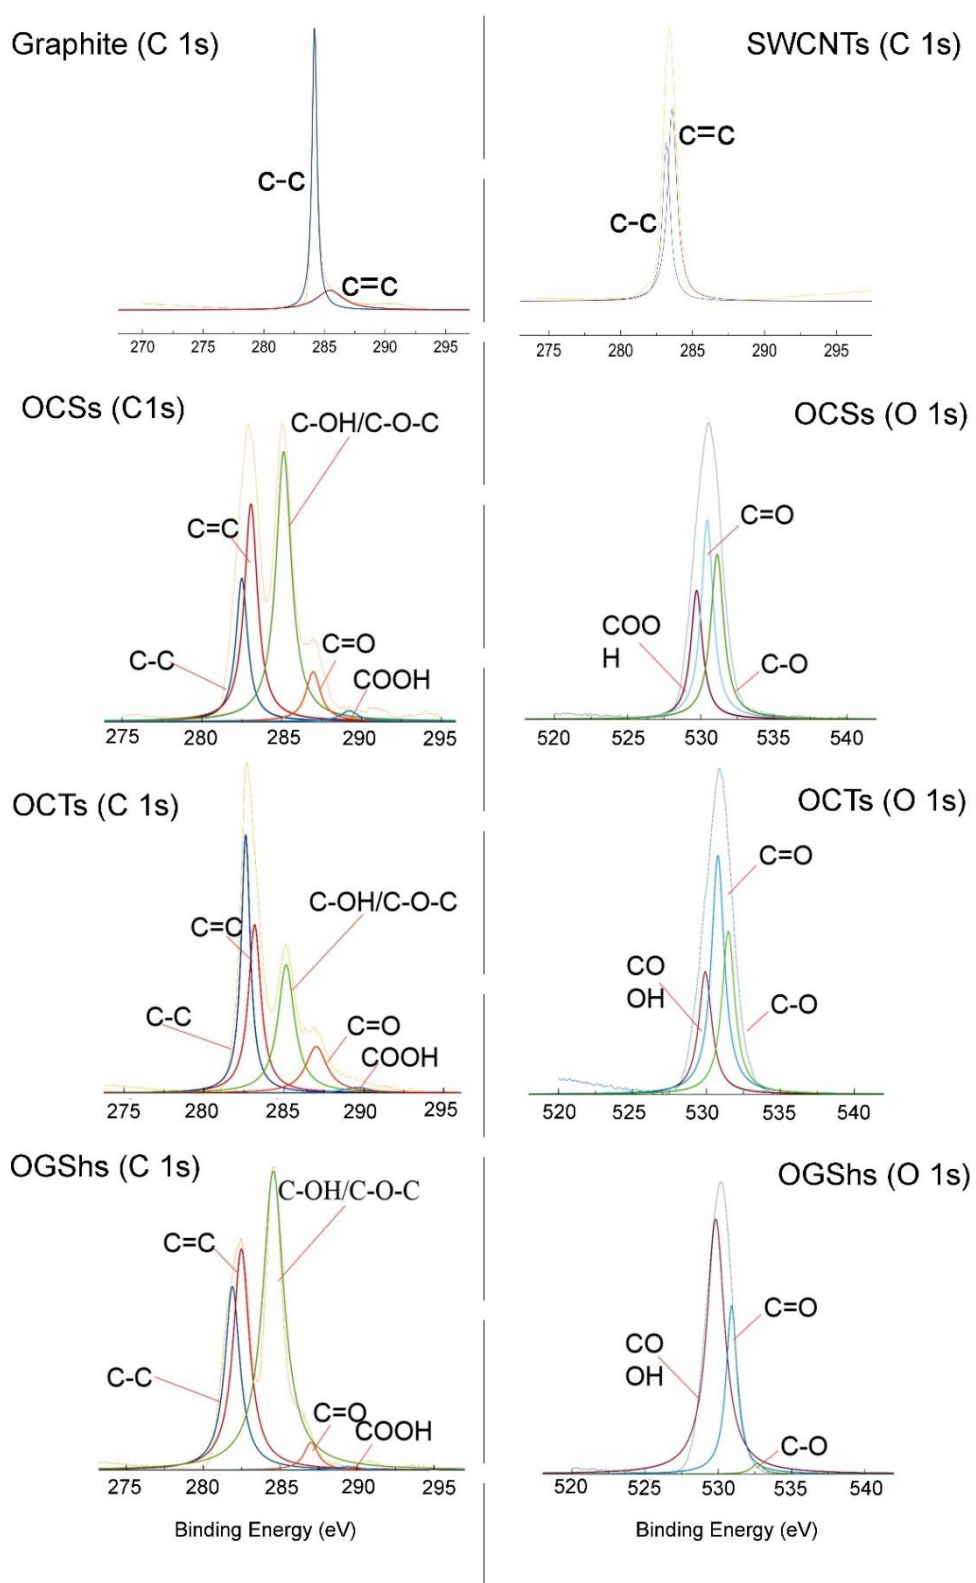 Graphite (C 1s)
C-C
C=C
270 275 280 285 290 295
SWCNTs (C 1s)
C=C
C-C
275 280 285 290 295
OCSs (C1s)
C-OH/C-O-C
C=C
C-C
C=O
COOH
275 280 285 290 295
OCSs (O 1s)
C=O
COO
H
C-O
520 525 530 535 540
OCTs (C 1s)
C-OH/C-O-C
C=C
C-C
C=O
COOH
275 280 285 290 295
OCTs (O 1s)
C=O
CO
OH
C-O
520 525 530 535 540
OGShs (C 1s)
C-OH/C-O-C
C=C
C-C
C=O
COOH
275 280 285 290 295
Binding Energy (eV)
OGShs (O 1s)
C=O
CO
OH
C-O
520 525 530 535 540
Binding Energy (eV)